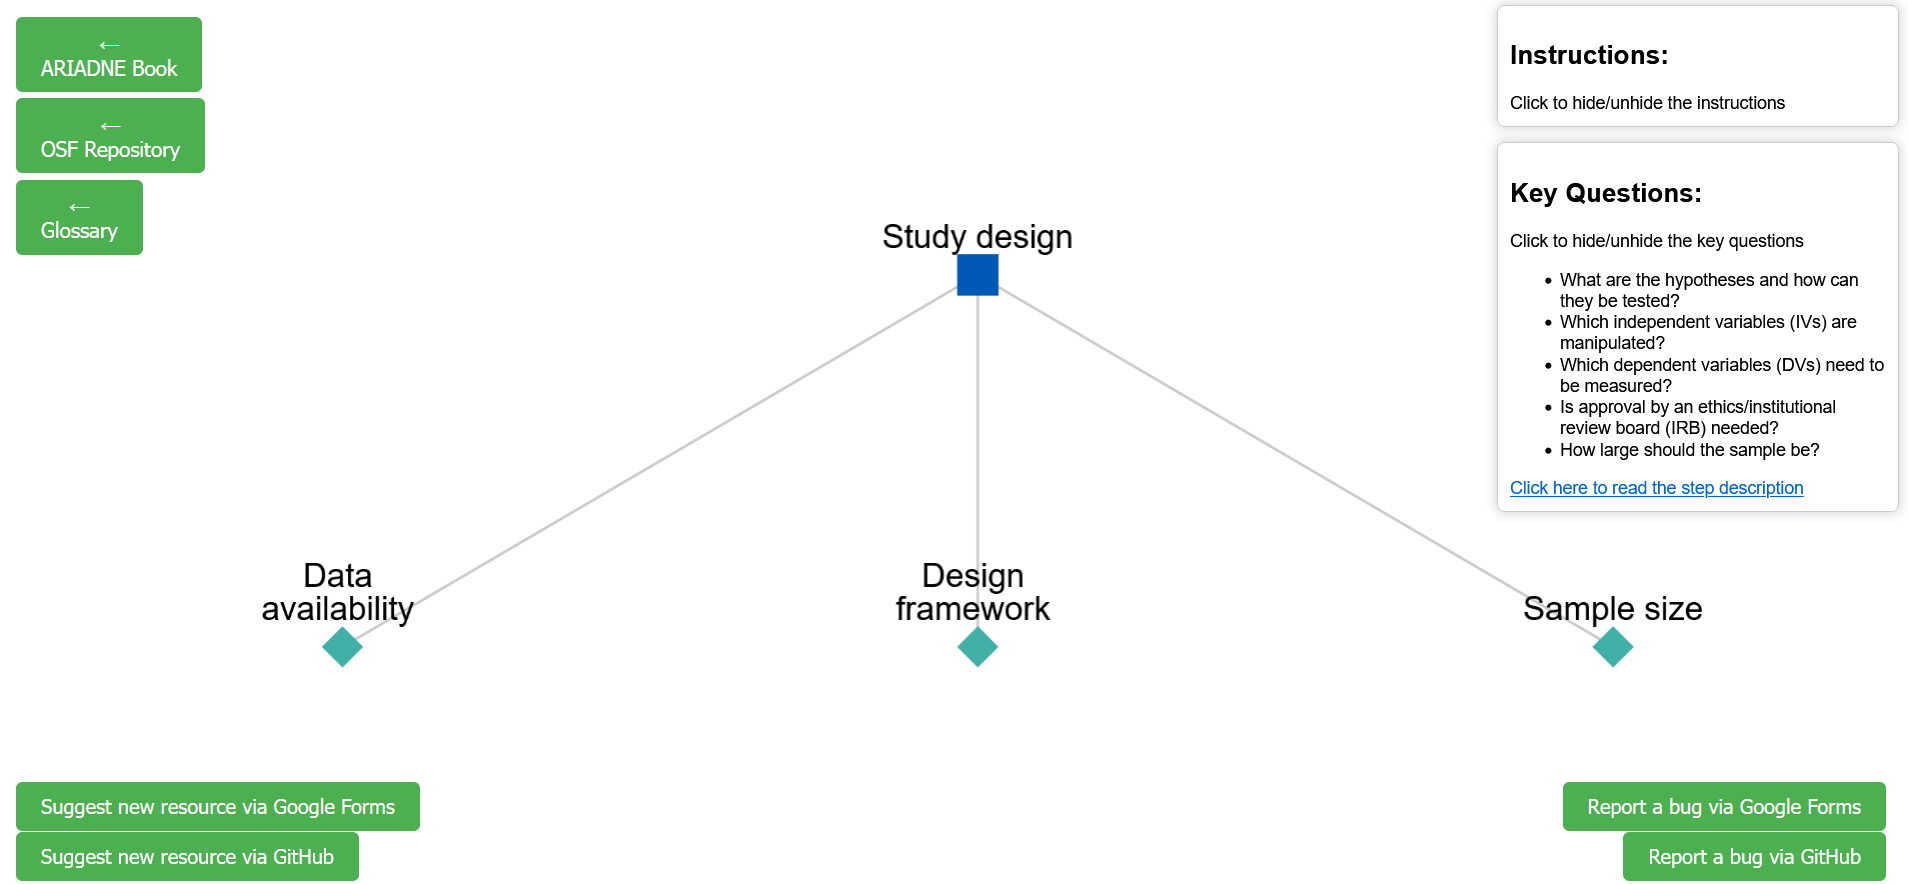 ←
ARIADNE Book
←
OSF Repository
←
Glossary
Instructions:
Click to hide/unhide the instructions
Key Questions:
Click to hide/unhide the key questions
• What are the hypotheses and how can
they be tested?
• Which independent variables (IVs) are
manipulated?
• Which dependent variables (DVs) need to
be measured?
• Is approval by an ethics/institutional
review board (IRB) needed?
• How large should the sample be?
Click here to read the step description
Study design
Data
availability
Design
framework
Sample size
Suggest new resource via Google Forms
Suggest new resource via GitHub
Report a bug via Google Forms
Report a bug via GitHub